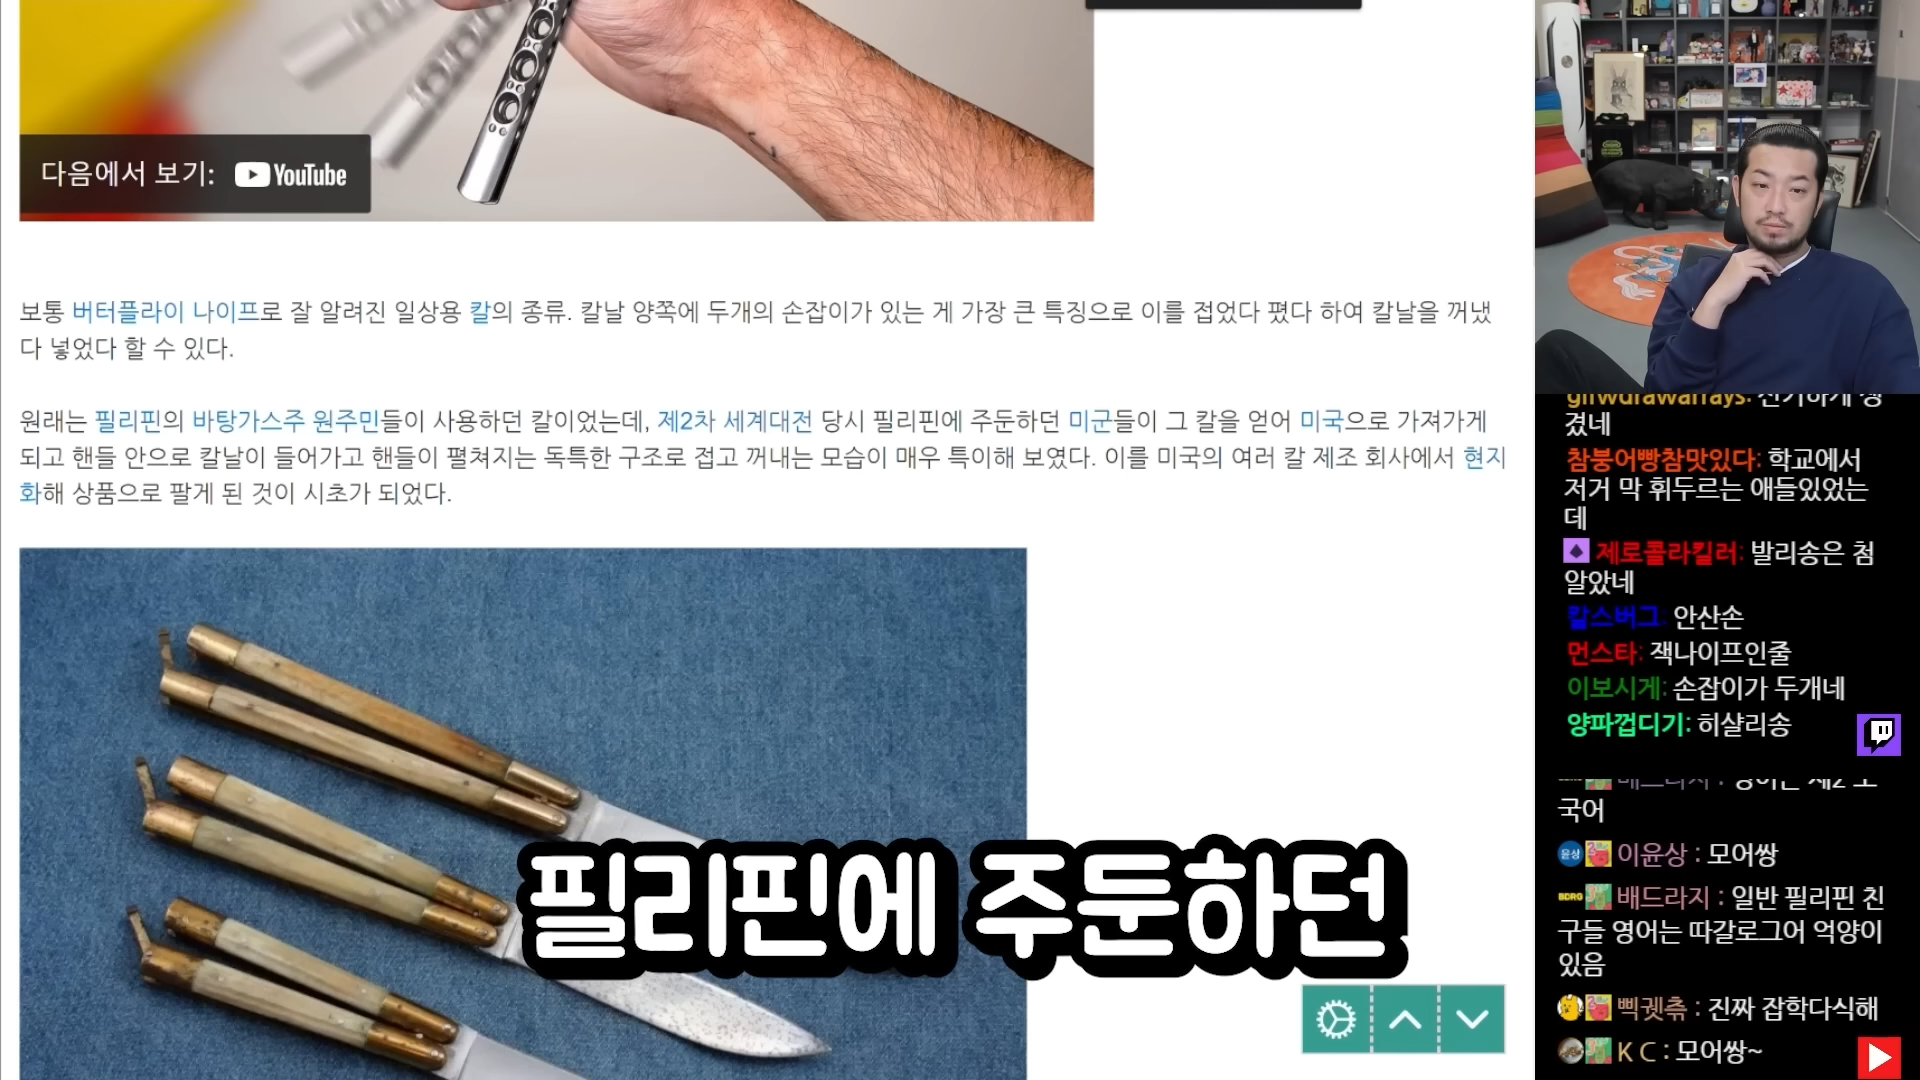 다음에서 보기: YouTube
보통 버터플라이 나이프로 잘 알려진 일상용 칼의 종류. 칼날 양쪽에 두개의 손잡이가 있는 게 가장 큰 특징으로 이를 접었다 폈다 하여 칼날을 꺼냈
다 넣었다 할 수 있다.
원래는 필리핀의 바탕가스주 원주민들이 사용하던 칼이었는데, 제2차 세계대전 당시 필리핀에 주둔하던 미군들이 그 칼을 얻어 미국으로 가져가게
되고 핸들 안으로 칼날이 들어가고 핸들이 펼쳐지는 독특한 구조로 접고 꺼내는 모습이 매우 특이해 보였다. 이를 미국의 여러 칼 제조 회사에서 현지
화해 상품으로 팔게 된 것이 시초가 되었다.
필리핀에 주둔하던
겼네
참붕어빵참맛있다: 학교에서
저거 막 휘두르는 애들있었는
데
제로콜라킬러: 발리송은 첨
알았네
칼스버그: 안산손
먼스타: 잭나이프인줄
이보시게: 손잡이가 두개네
양파껍디기: 히샬리송
국어
윤상 이윤상 : 모어쌍
BDRG 배드라지 : 일반 필리핀 친
구들 영어는 따갈로그어 억양이
있음
삑궷츢 : 진짜 잡학다식해
K C : 모어쌍~